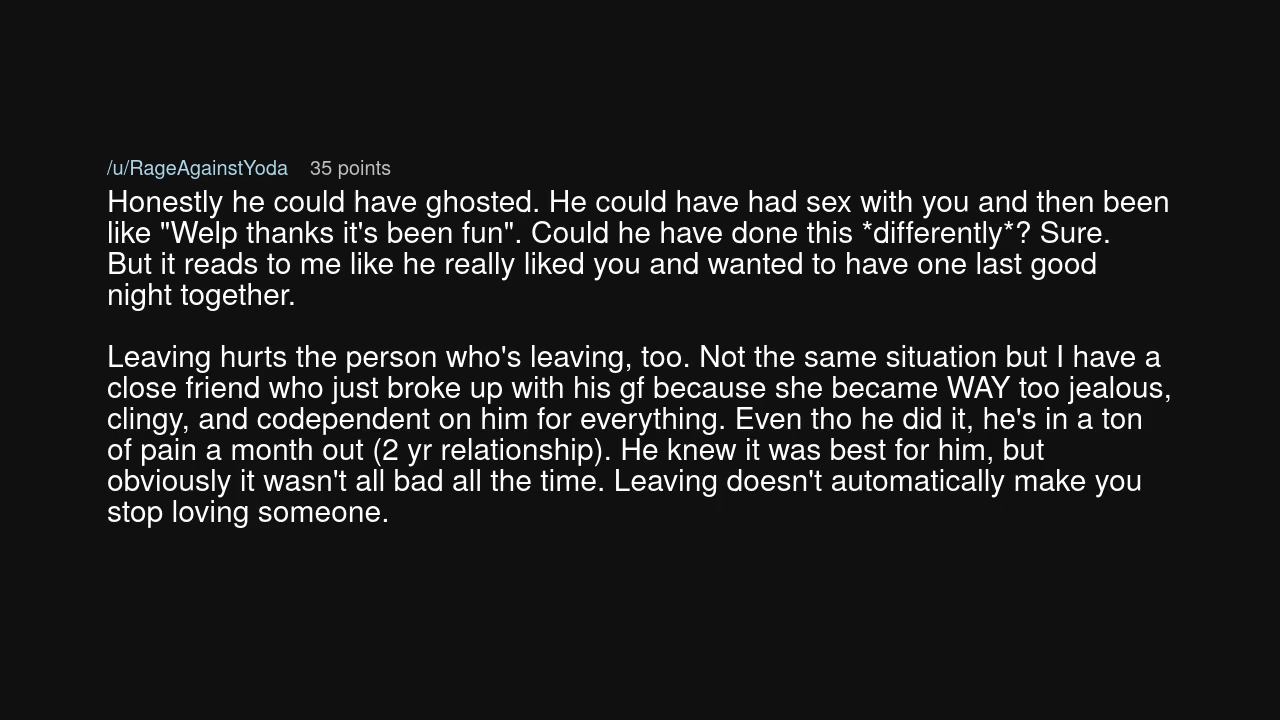 /u/RageAgainstYoda 35 points
Honestly he could have ghosted. He could have had sex with you and then been
like "Welp thanks it's been fun". Could he have done this *differently*? Sure.
But it reads to me like he really liked you and wanted to have one last good
night together.
Leaving hurts the person who's leaving, too. Not the same situation but I have a
close friend who just broke up with his gf because she became WAY too jealous,
clingy, and codependent on him for everything. Even tho he did it, he's in a ton
of pain a month out (2 yr relationship). He knew it was best for him, but
obviously it wasn't all bad all the time. Leaving doesn't automatically make you
stop loving someone.